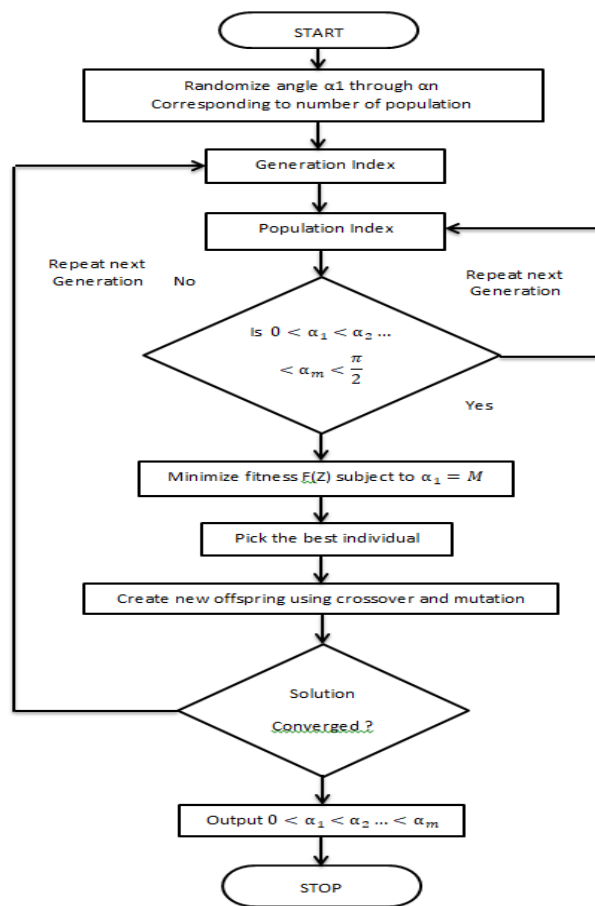 START
Randomize angle α1 through αn
Corresponding to number of population
Generation Index
Population Index
Repeat next
Generation
No
Repeat next
Generation
Is 0 < α₁ < α₂ ...
< αₘ < π/2
Yes
Minimize fitness F(Z) subject to α₁ = M
Pick the best individual
Create new offspring using crossover and mutation
Solution
Converged ?
Output 0 < α₁ < α₂ ... < αₘ
STOP